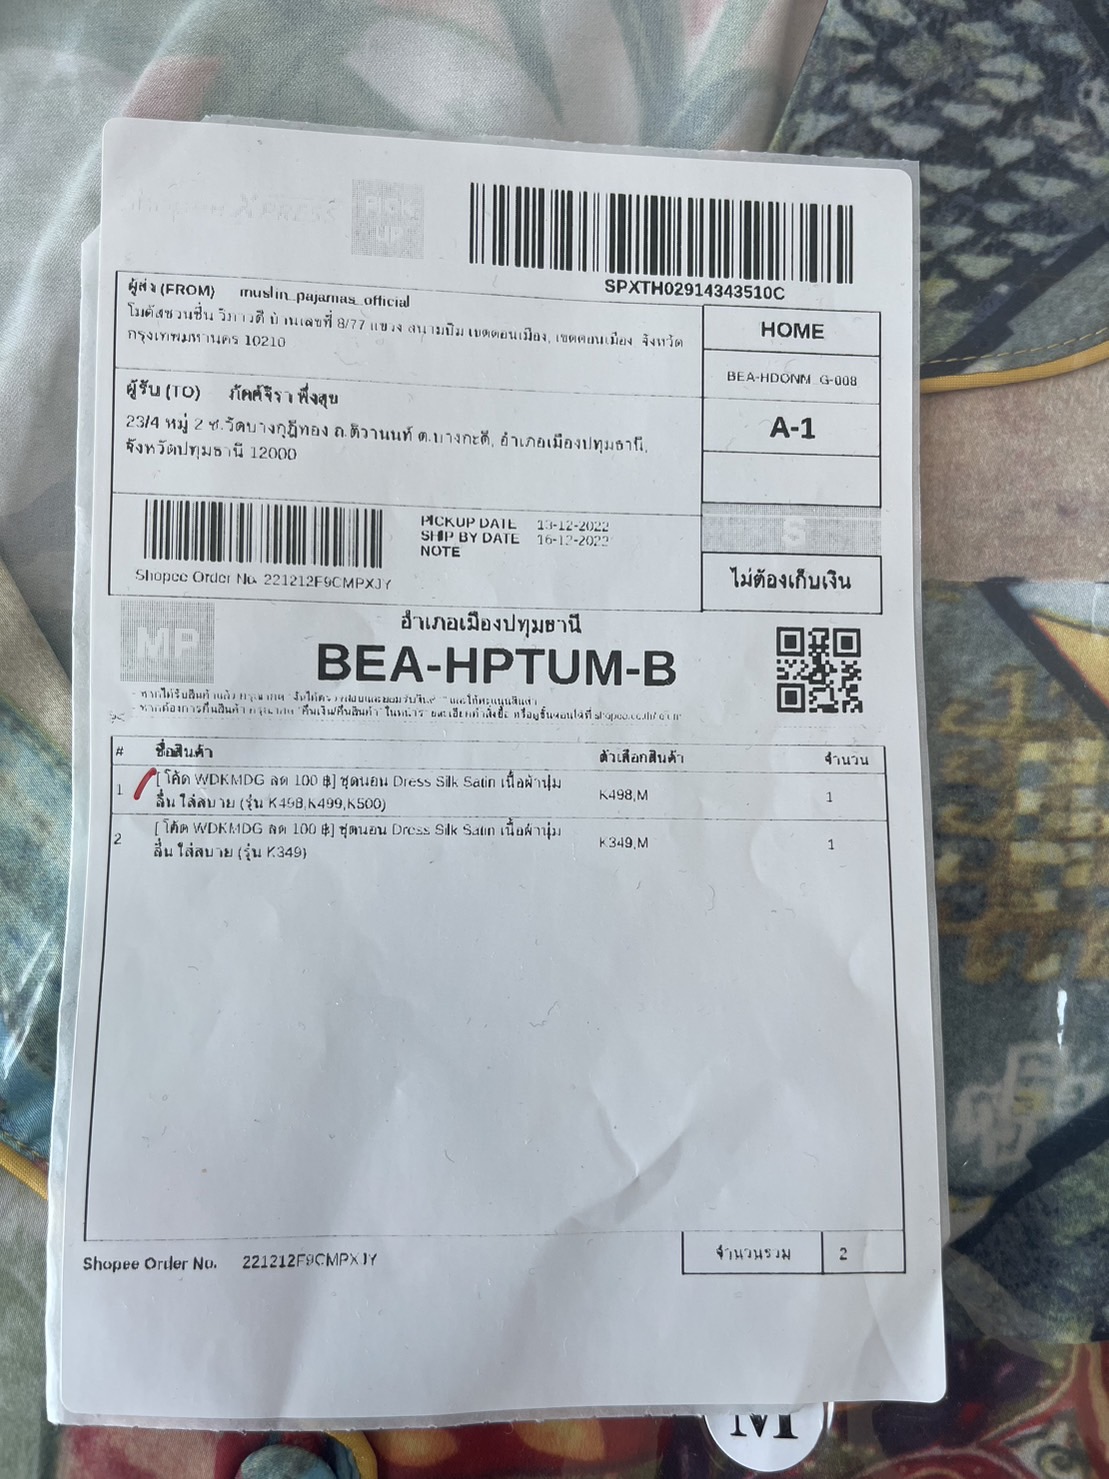 XPRESS
PICK
UP
SPXTH02914343510C
ผู้ส่ง (FROM) muslin_pajamas_official
โมดัสชวนชื่น วิภาวดี บ้านเลขที่ 8/77 แขวง สนามบิน เขตดอนเมือง, เขตดอนเมือง จังหวัด
กรุงเทพมหานคร 10210
HOME
BEA-HDONM_G-008
A-1
ผู้รับ (TO) ภัคศ์จิรา พึ่งสุข
23/4 หมู่ 2 ซ.วัดบางกุฎีทอง ถ.ติวานนท์ ต.บางกะดี, อำเภอเมืองปทุมธานี,
จังหวัดปทุมธานี 12000
PICKUP DATE 13-12-2022
SHIP BY DATE 16-12-2022
NOTE
S
Shopee Order No. 221212F9CMPXJY
ไม่ต้องเก็บเงิน
MP
อำเภอเมืองปทุมธานี
BEA-HPTUM-B
# ชื่อสินค้า ตัวเลือกสินค้า จำนวน
1 [ โค้ด WDKMDG ลด 100 ฿] ชุดนอน Dress Silk Satin เนื้อผ้านุ่ม K498,M 1
ลื่น ใส่สบาย (รุ่น K498,K499,K500)
2 [ โค้ด WDKMDG ลด 100 ฿] ชุดนอน Dress Silk Satin เนื้อผ้านุ่ม K349,M 1
ลื่น ใส่สบาย (รุ่น K349)
Shopee Order No. 221212F9CMPXJY
จำนวนรวม 2
M